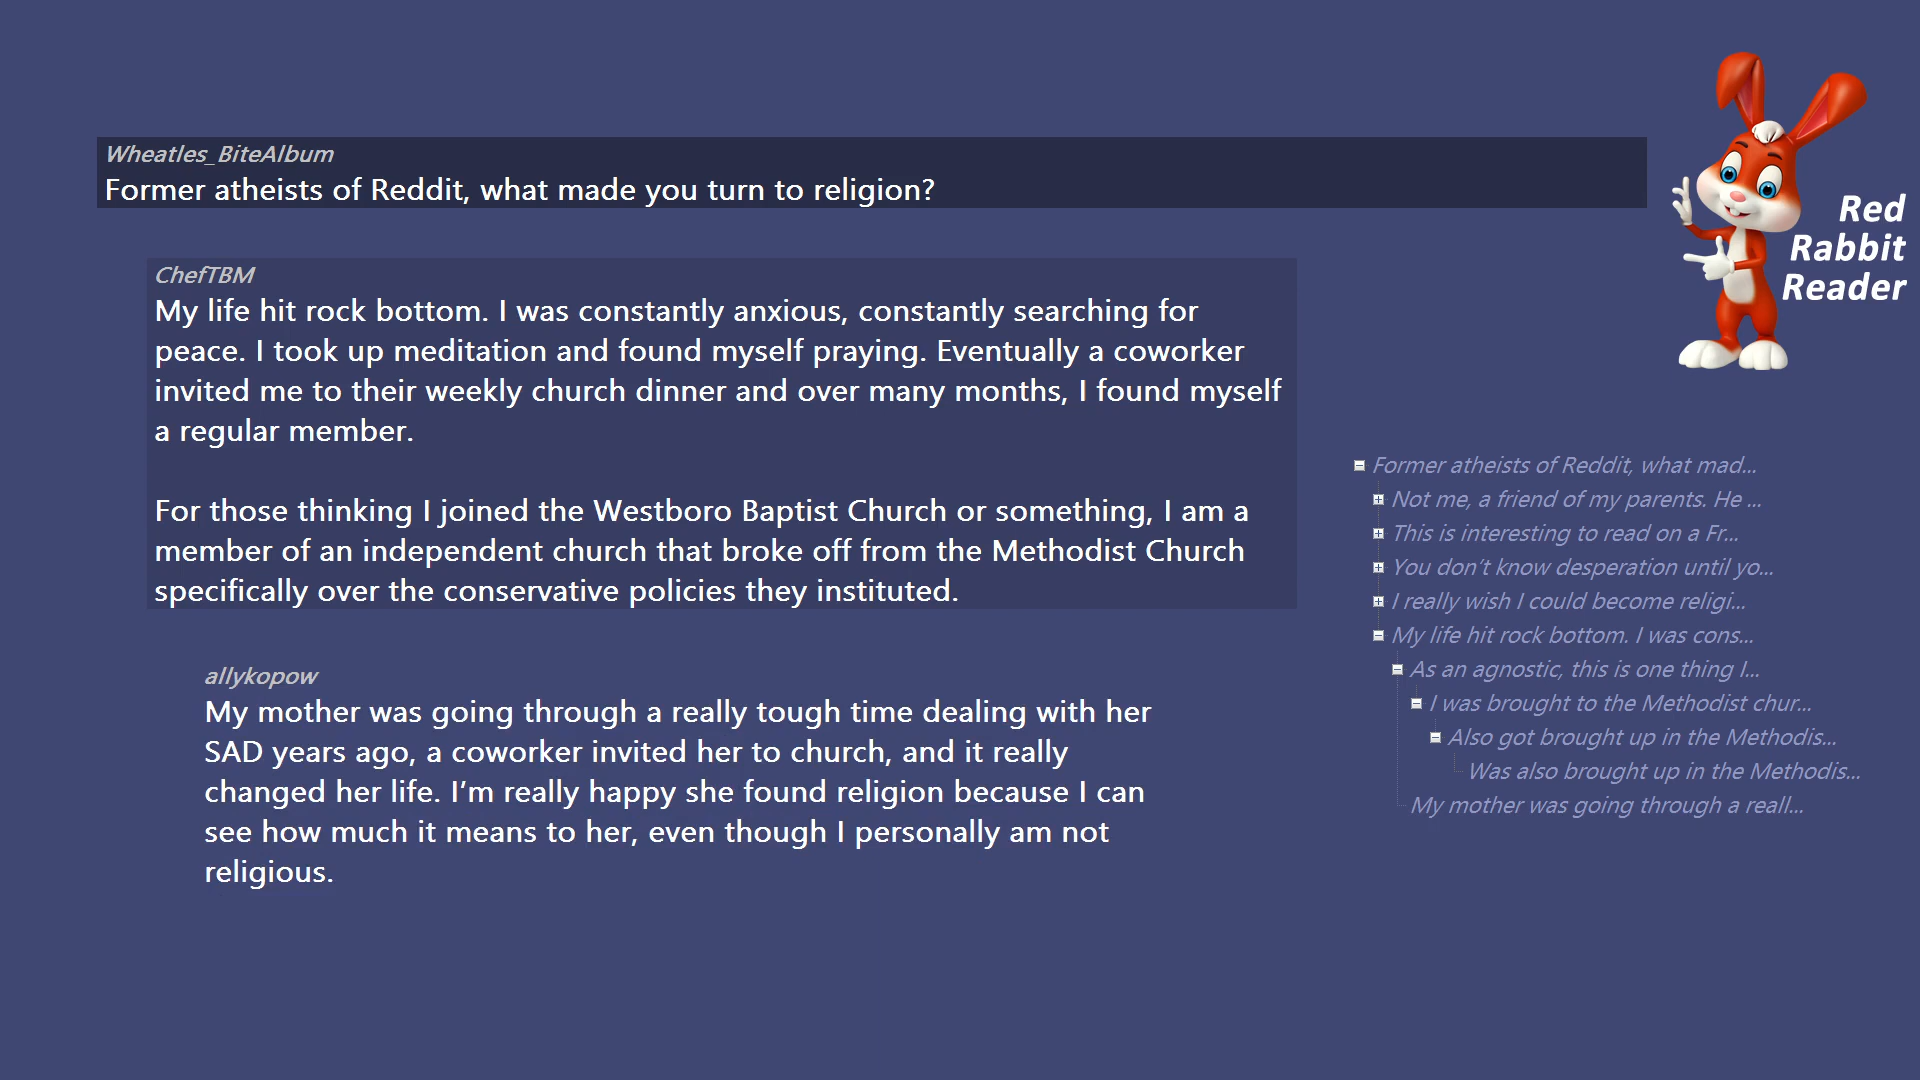 Wheatles_BiteAlbum
Former atheists of Reddit, what made you turn to religion?
ChefTBM
My life hit rock bottom. I was constantly anxious, constantly searching for
peace. I took up meditation and found myself praying. Eventually a coworker
invited me to their weekly church dinner and over many months, I found myself
a regular member.
For those thinking I joined the Westboro Baptist Church or something, I am a
member of an independent church that broke off from the Methodist Church
specifically over the conservative policies they instituted.
allykopow
My mother was going through a really tough time dealing with her
SAD years ago, a coworker invited her to church, and it really
changed her life. I’m really happy she found religion because I can
see how much it means to her, even though I personally am not
religious.
Red
Rabbit
Reader
Former atheists of Reddit, what mad...
Not me, a friend of my parents. He ...
This is interesting to read on a Fr...
You don’t know desperation until yo...
I really wish I could become religi...
My life hit rock bottom. I was cons...
As an agnostic, this is one thing I...
I was brought to the Methodist chur...
Also got brought up in the Methodis...
Was also brought up in the Methodis...
My mother was going through a reall...